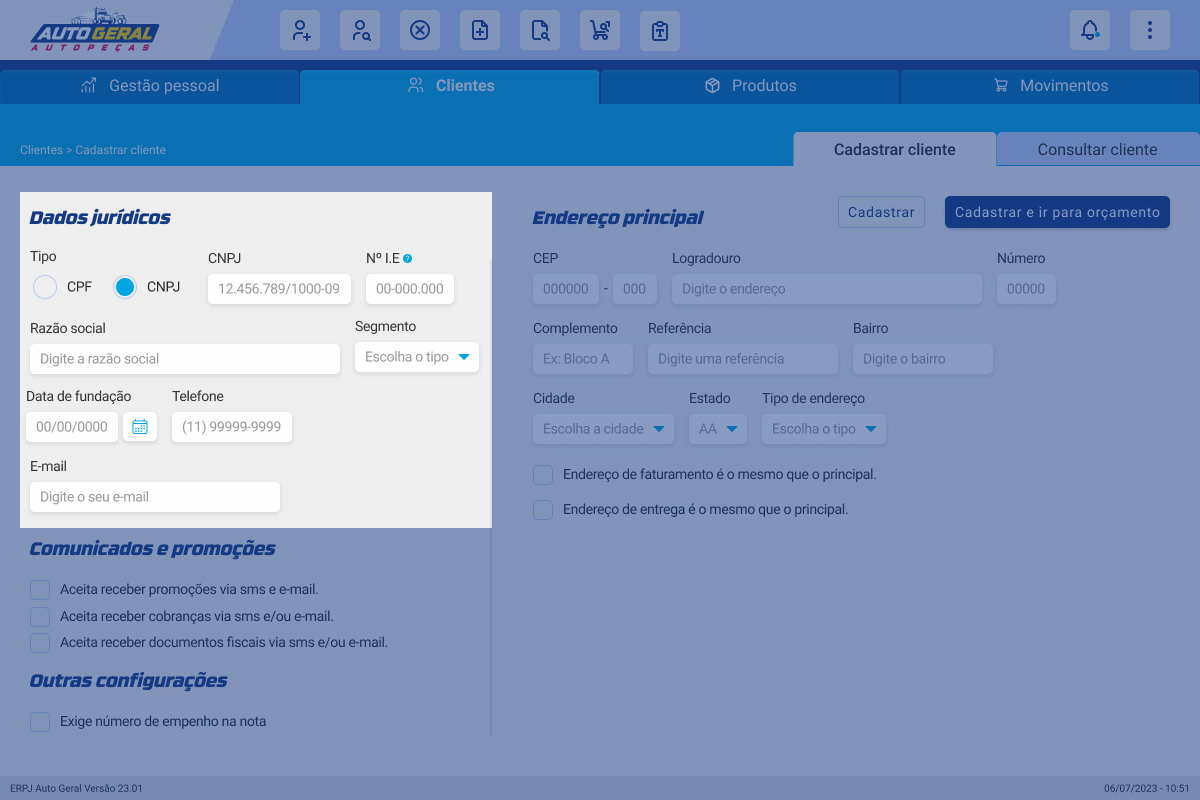 AUTO GERAL
AUTOPEÇAS
Gestão pessoal
Clientes
Produtos
Movimentos
Clientes > Cadastrar cliente
Cadastrar cliente
Consultar cliente
Dados jurídicos
Tipo
CPF
CNPJ
CNPJ
12.456.789/1000-09
Nº I.E ?
00-000.000
Razão social
Digite a razão social
Segmento
Escolha o tipo
Data de fundação
00/00/0000
Telefone
(11) 99999-9999
E-mail
Digite o seu e-mail
Comunicados e promoções
Aceita receber promoções via sms e e-mail.
Aceita receber cobranças via sms e/ou e-mail.
Aceita receber documentos fiscais via sms e/ou e-mail.
Outras configurações
Exige número de empenho na nota
Endereço principal
Cadastrar
Cadastrar e ir para orçamento
CEP
000000 - 000
Logradouro
Digite o endereço
Número
00000
Complemento
Ex: Bloco A
Referência
Digite uma referência
Bairro
Digite o bairro
Cidade
Escolha a cidade
Estado
AA
Tipo de endereço
Escolha o tipo
Endereço de faturamento é o mesmo que o principal.
Endereço de entrega é o mesmo que o principal.
ERPJ Auto Geral Versão 23.01
06/07/2023 - 10:51